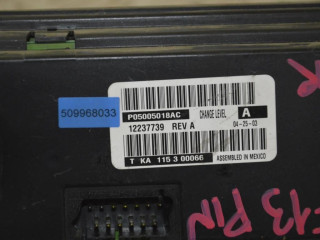 509968033
P05005018AC CHANGE LEVEL A
12237739 REV A 04-25-03
T KA 115 3 00066 ASSEMBLED IN MEXICO
13 PIN